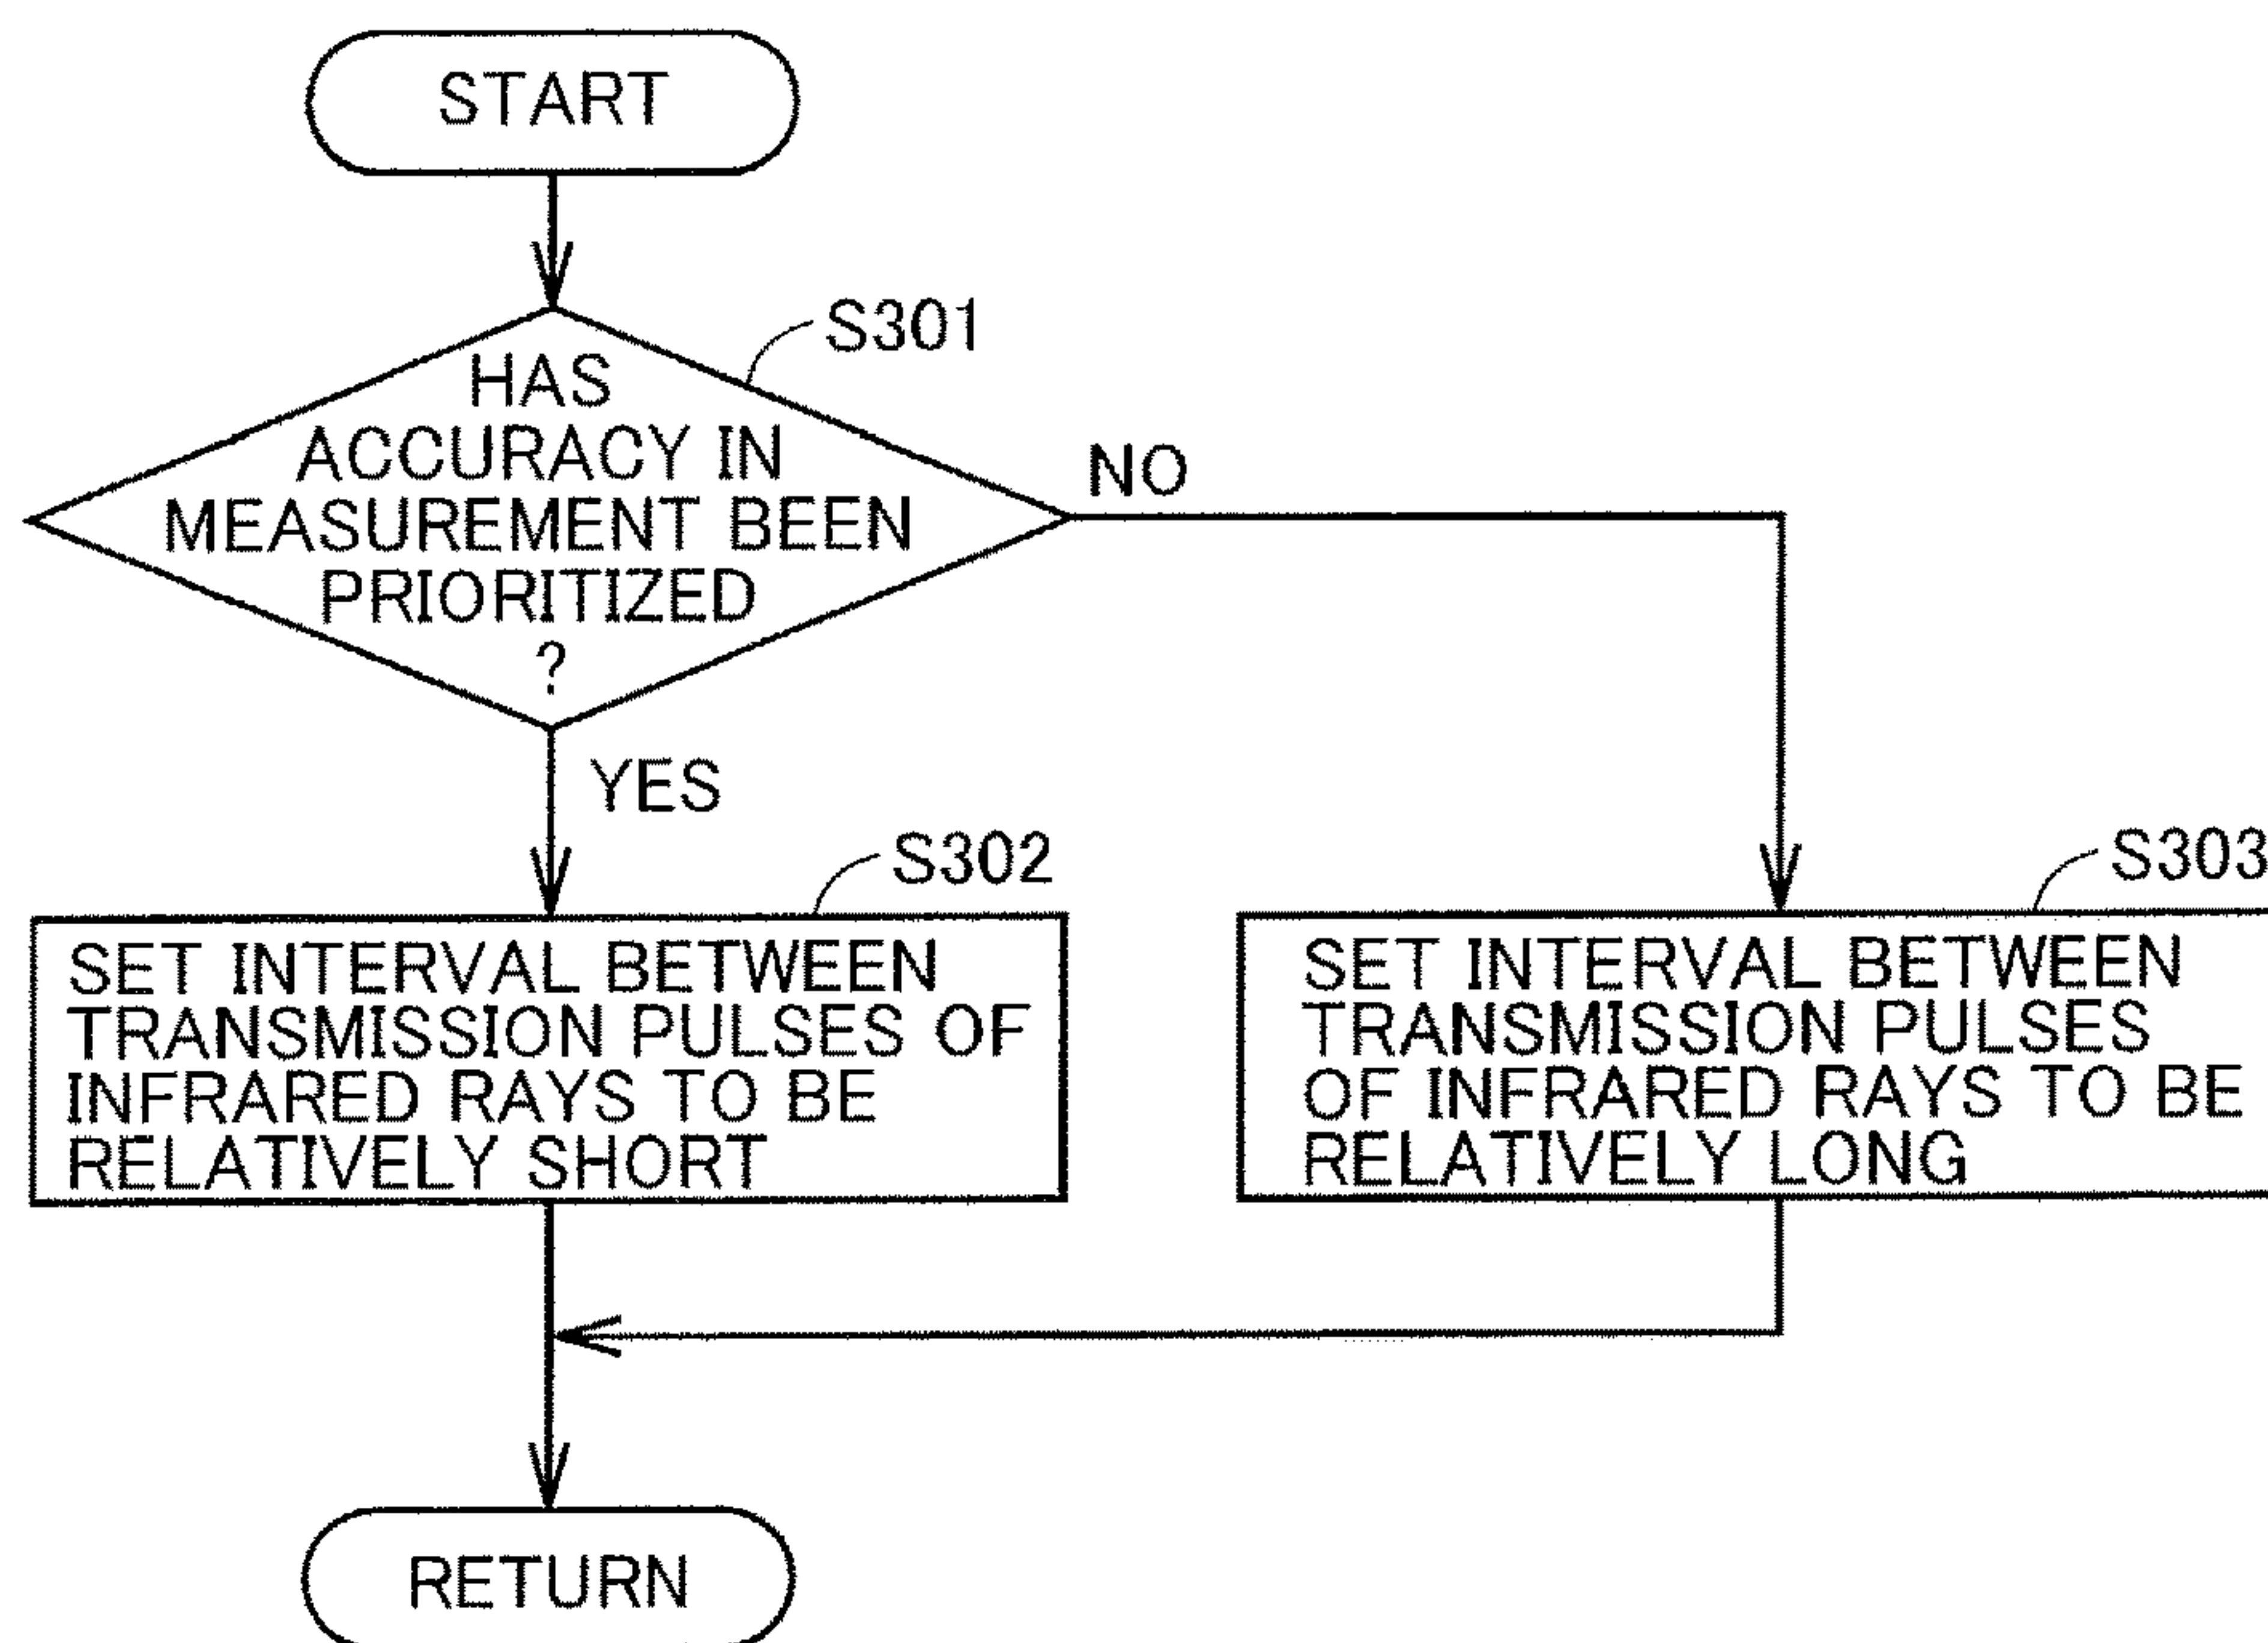 START
S301
HAS
ACCURACY IN
MEASUREMENT BEEN
PRIORITIZED
?
NO
YES
S302
SET INTERVAL BETWEEN
TRANSMISSION PULSES OF
INFRARED RAYS TO BE
RELATIVELY SHORT
S303
SET INTERVAL BETWEEN
TRANSMISSION PULSES
OF INFRARED RAYS TO BE
RELATIVELY LONG
RETURN